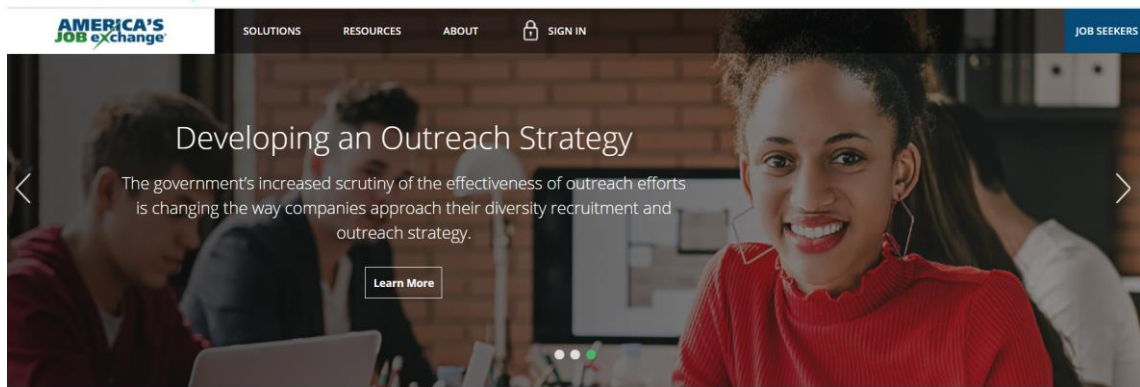 AMERICA'S
JOB exchange
SOLUTIONS
RESOURCES
ABOUT
SIGN IN
JOB SEEKERS
Developing an Outreach Strategy
The government's increased scrutiny of the effectiveness of outreach efforts
is changing the way companies approach their diversity recruitment and
outreach strategy.
Learn More